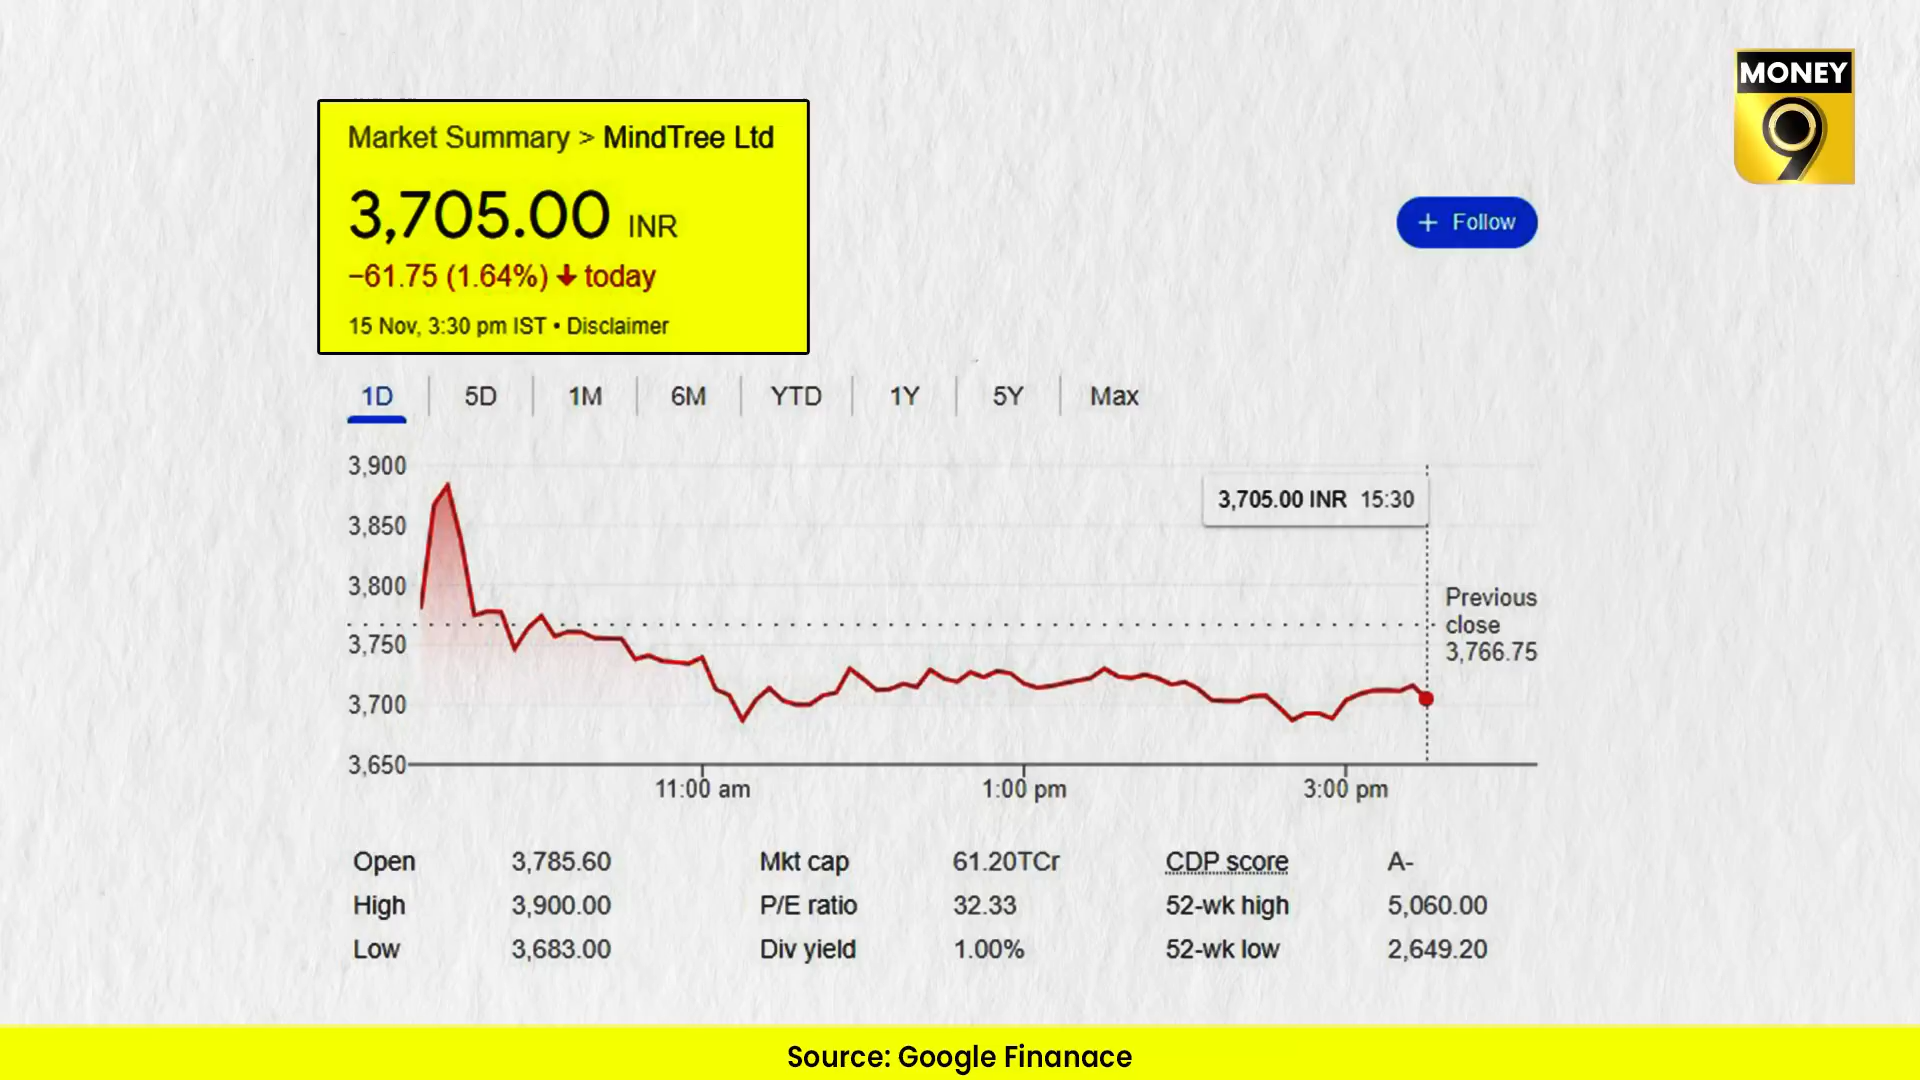 MONEY
9
Market Summary > MindTree Ltd
3,705.00 INR
−61.75 (1.64%) ↓ today
15 Nov, 3:30 pm IST • Disclaimer
+ Follow
1D 5D 1M 6M YTD 1Y 5Y Max
3,900
3,705.00 INR 15:30
3,850
3,800
Previous
close
3,766.75
3,750
3,700
3,650
11:00 am 1:00 pm 3:00 pm
Open 3,785.60 Mkt cap 61.20TCr CDP score A-
High 3,900.00 P/E ratio 32.33 52-wk high 5,060.00
Low 3,683.00 Div yield 1.00% 52-wk low 2,649.20
Source: Google Finanace